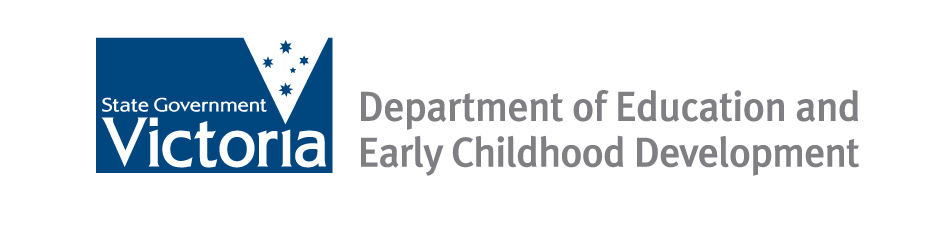 State Government
Victoria
Department of Education and
Early Childhood Development